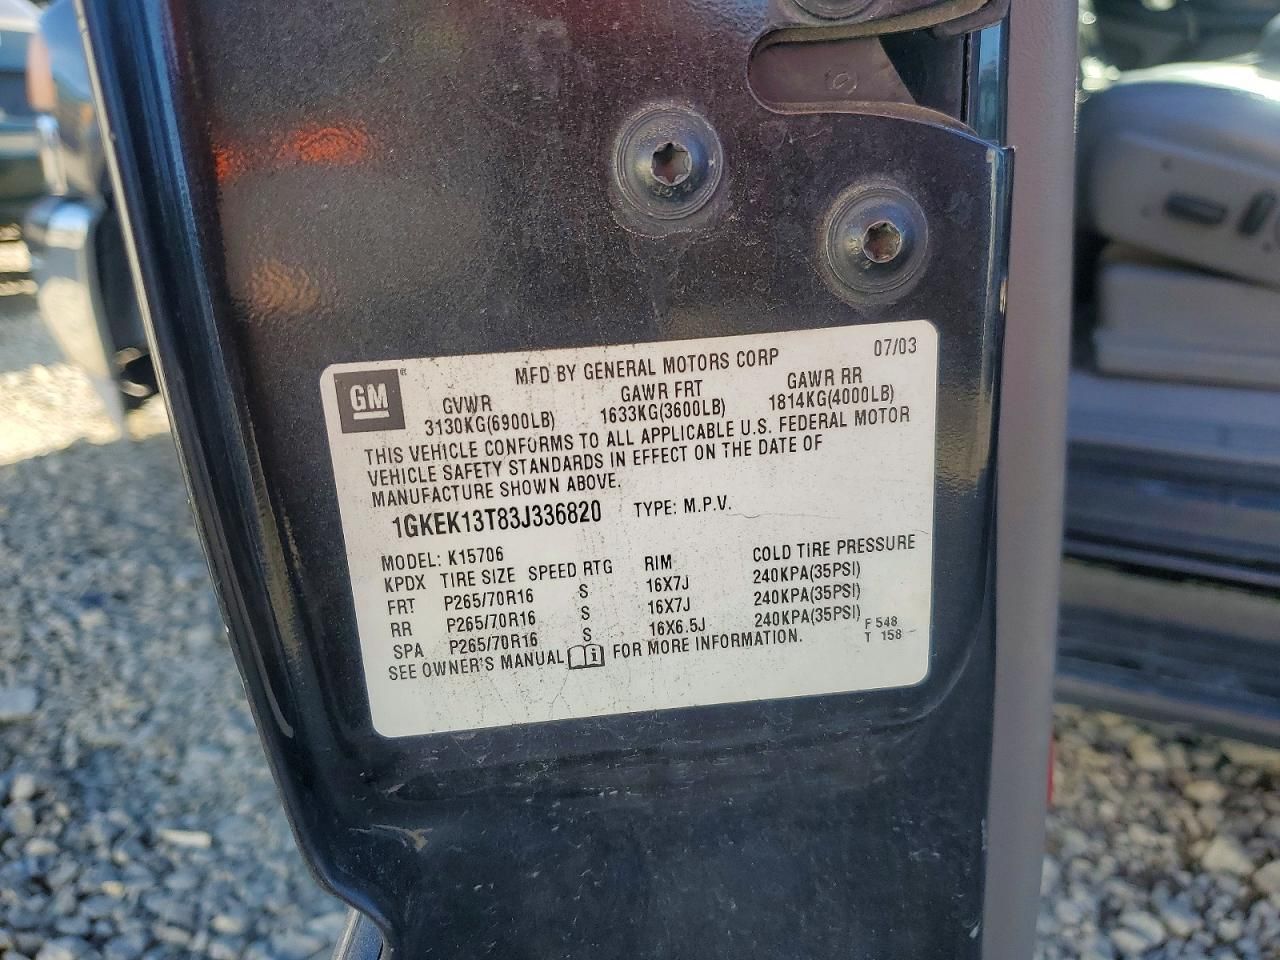 MFD BY GENERAL MOTORS CORP 07/03
GM
GVWR GAWR FRT GAWR RR
3130KG(6900LB) 1633KG(3600LB) 1814KG(4000LB)
THIS VEHICLE CONFORMS TO ALL APPLICABLE U.S. FEDERAL MOTOR
VEHICLE SAFETY STANDARDS IN EFFECT ON THE DATE OF
MANUFACTURE SHOWN ABOVE.
1GKEK13T83J336820 TYPE: M.P.V.
MODEL: K15706
KPDX TIRE SIZE SPEED RTG RIM COLD TIRE PRESSURE
FRT P265/70R16 S 16X7J 240KPA(35PSI)
RR P265/70R16 S 16X7J 240KPA(35PSI)
SPA P265/70R16 S 16X6.5J 240KPA(35PSI)
SEE OWNER'S MANUAL i FOR MORE INFORMATION.
F 548
T 158